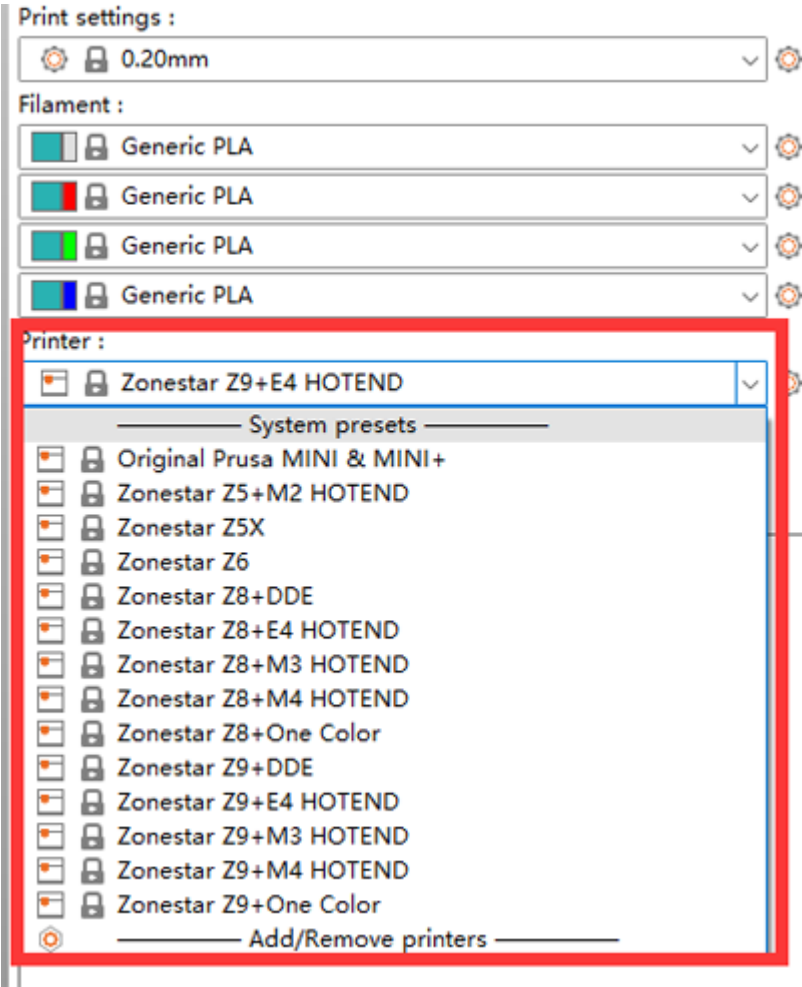 Print settings :
0.20mm
Filament :
Generic PLA
Generic PLA
Generic PLA
Generic PLA
Printer :
Zonestar Z9+E4 HOTEND
System presets
Original Prusa MINI & MINI+
Zonestar Z5+M2 HOTEND
Zonestar Z5X
Zonestar Z6
Zonestar Z8+DDE
Zonestar Z8+E4 HOTEND
Zonestar Z8+M3 HOTEND
Zonestar Z8+M4 HOTEND
Zonestar Z8+One Color
Zonestar Z9+DDE
Zonestar Z9+E4 HOTEND
Zonestar Z9+M3 HOTEND
Zonestar Z9+M4 HOTEND
Zonestar Z9+One Color
Add/Remove printers